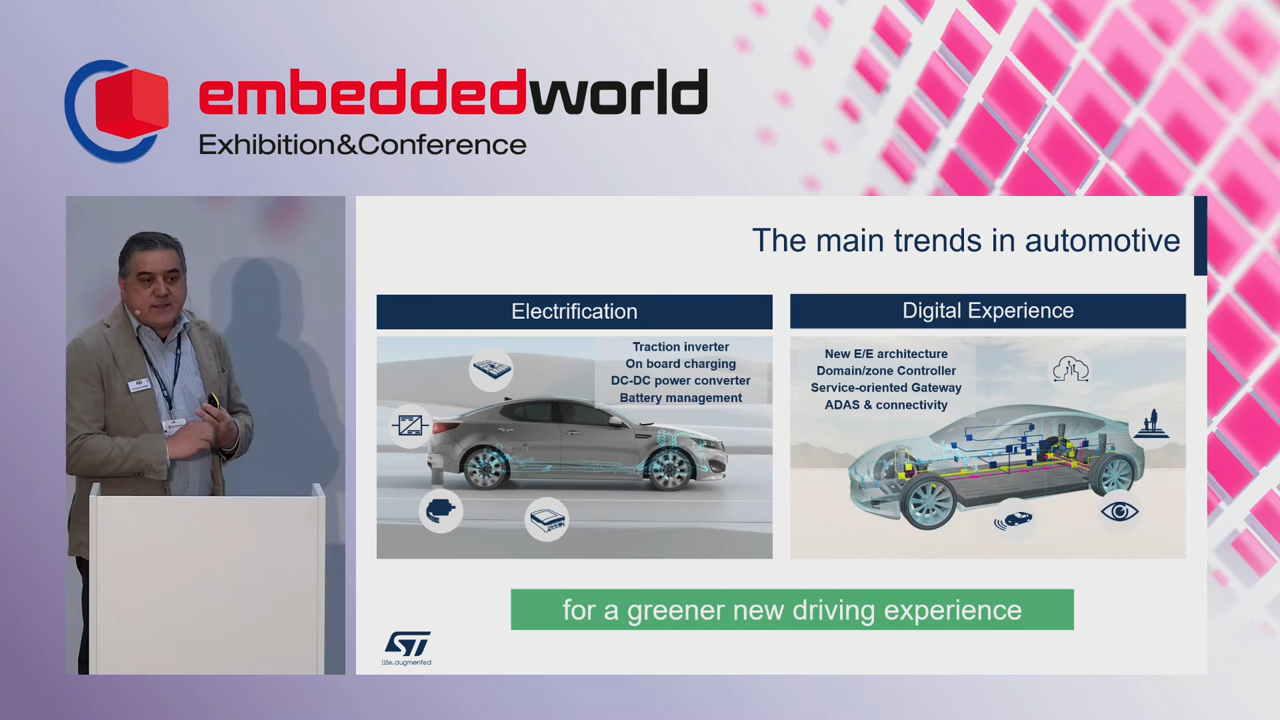 embeddedworld
Exhibition&Conference
The main trends in automotive
Electrification
Traction inverter
On board charging
DC-DC power converter
Battery management
Digital Experience
New E/E architecture
Domain/zone Controller
Service-oriented Gateway
ADAS & connectivity
for a greener new driving experience
ST
life.augmented